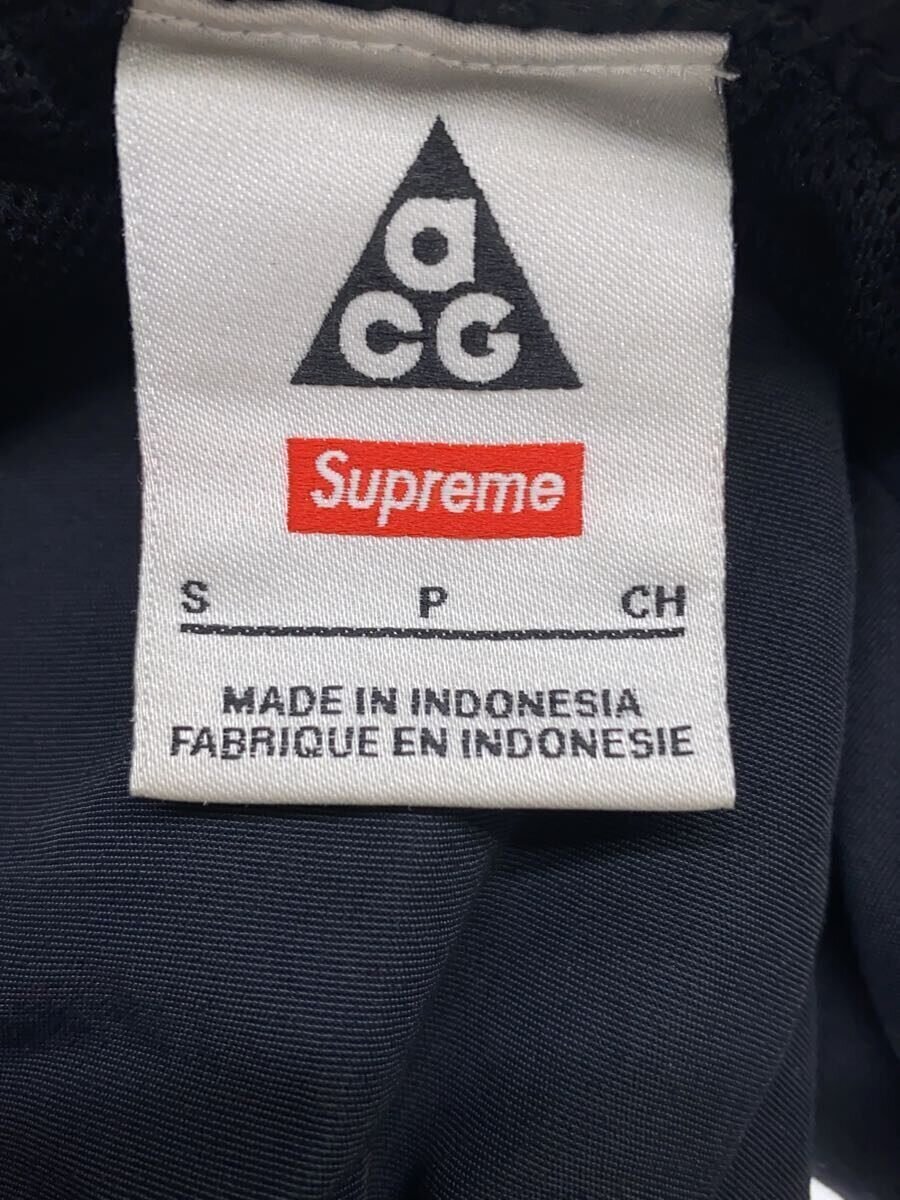 a
CG
Supreme
S P CH
MADE IN INDONESIA
FABRIQUE EN INDONESIE